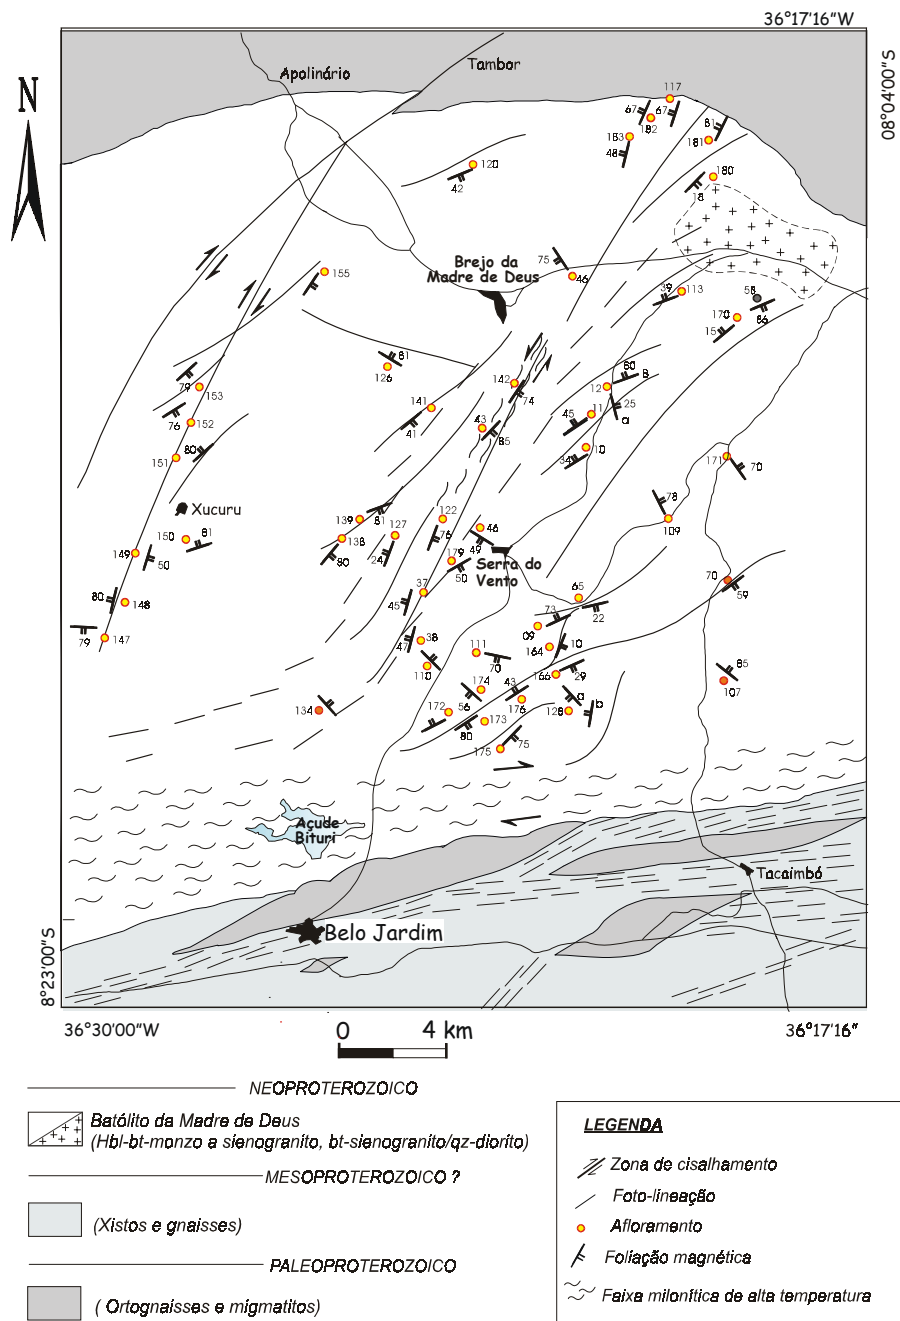 36°17'16"W
08°04'00"S
N
Apolinário
Tambor
117
67
67
182
183
48
81
181
120
42
180
18
75
46
Brejo da
Madre de Deus
155
39
113
58
86
170
15
81
126
79
153
142
74
12
80
B
25
a
141
41
43
85
45
11
76
152
10
34
80
151
171
70
Xucuru
78
109
139
81
127
122
76
46
49
Serra do
Vento
138
80
24
179
50
150
81
149
50
37
45
65
22
70
59
80
148
79
147
38
47
110
111
70
73
09
164
10
166
29
85
107
174
43
176
a
b
128
134
172
56
80
173
175
75
Açude
Bituri
Tacaimbó
Belo Jardim
8°23'00"S
36°30'00"W
0 4 km
36°17'16"
NEOPROTEROZOICO
Batólito da Madre de Deus
(Hbl-bt-monzo a sienogranito, bt-sienogranito/qz-diorito)
MESOPROTEROZOICO ?
(Xistos e gnaisses)
PALEOPROTEROZOICO
( Ortognaisses e migmatitos)
LEGENDA
Zona de cisalhamento
Foto-lineação
Afloramento
Foliação magnética
Faixa milonítica de alta temperatura